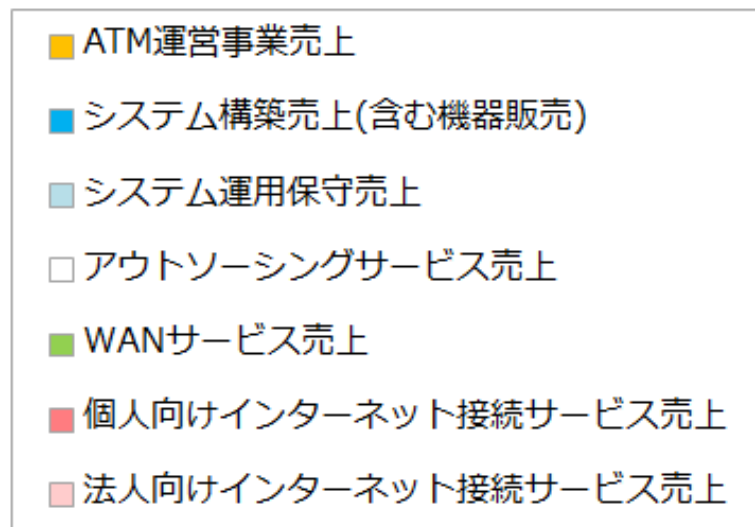 ATM運営事業売上
システム構築売上(含む機器販売)
システム運用保守売上
アウトソーシングサービス売上
WANサービス売上
個人向けインターネット接続サービス売上
法人向けインターネット接続サービス売上